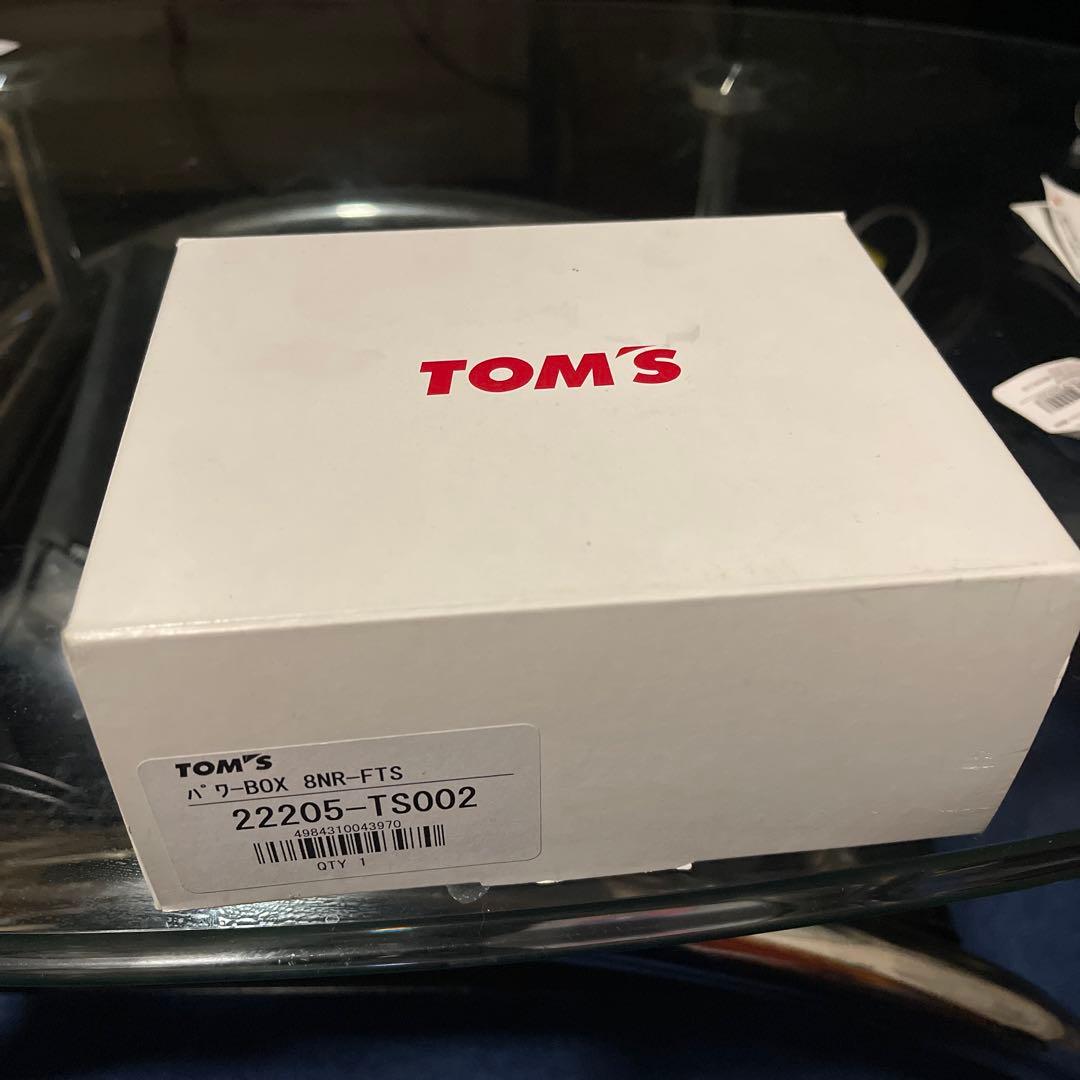 TOM'S
TOM'S
ﾊﾟﾜｰBOX 8NR-FTS
22205-TS002
4984310043970
QTY 1